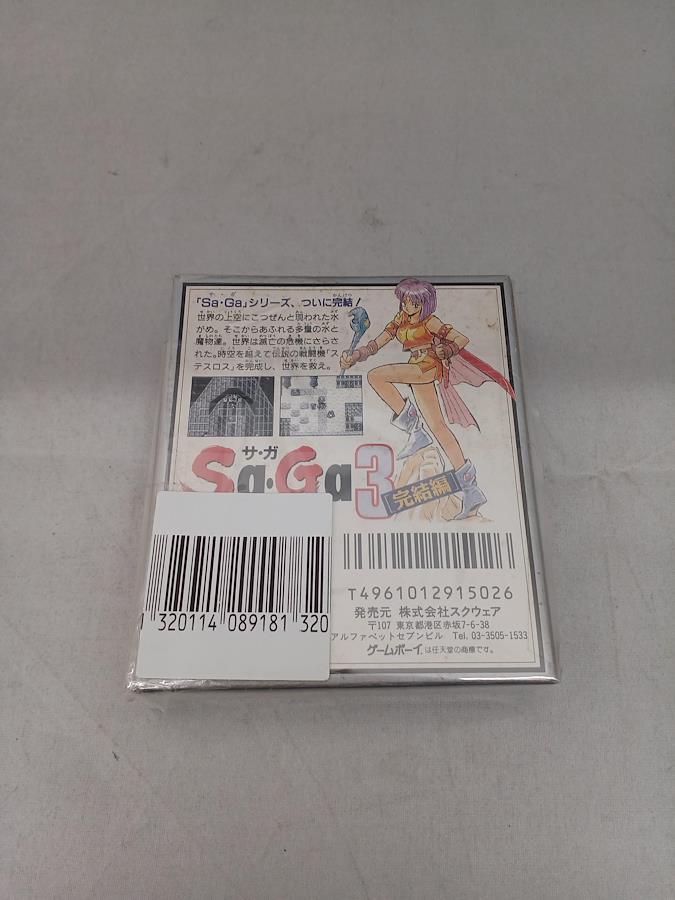 「Sa・Ga」シリーズ、ついに完結!
世界の上空にこつぜんと現われた水
がめ。そこからあふれる多量の水と
魔物達。世界は滅亡の危機にさらさ
れた。時空を越えて伝説の戦闘機「ス
テスロス」を完成し、世界を救え。
サ・ガ
Sa・Ga3
完結編
320114 089181 320
T4961012915026
発売元 株式会社スクウェア
〒107 東京都港区赤坂7-6-38
アルファベットセブンビル Tel. 03-3505-1533
ゲームボーイは任天堂の商標です。